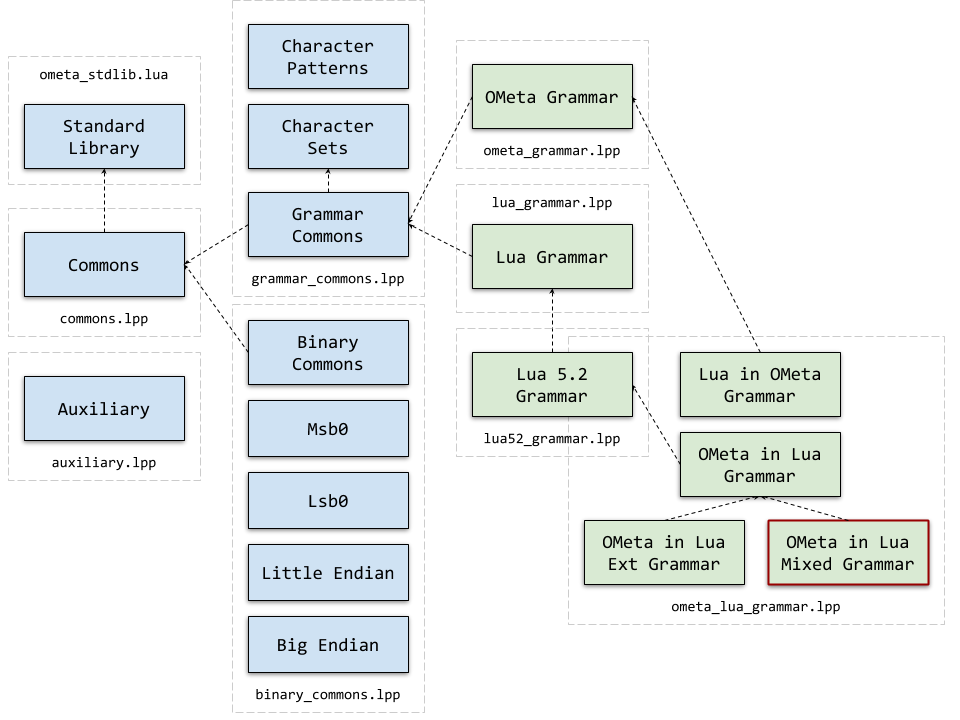 ometa_stdlib.lua
Standard
Library
Commons
commons.lpp
Auxiliary
auxiliary.lpp
Character
Patterns
Character
Sets
Grammar
Commons
grammar_commons.lpp
Binary
Commons
Msb0
Lsb0
Little Endian
Big Endian
binary_commons.lpp
OMeta Grammar
ometa_grammar.lpp
lua_grammar.lpp
Lua Grammar
Lua 5.2
Grammar
lua52_grammar.lpp
Lua in OMeta
Grammar
OMeta in Lua
Grammar
OMeta in Lua
Ext Grammar
OMeta in Lua
Mixed Grammar
ometa_lua_grammar.lpp